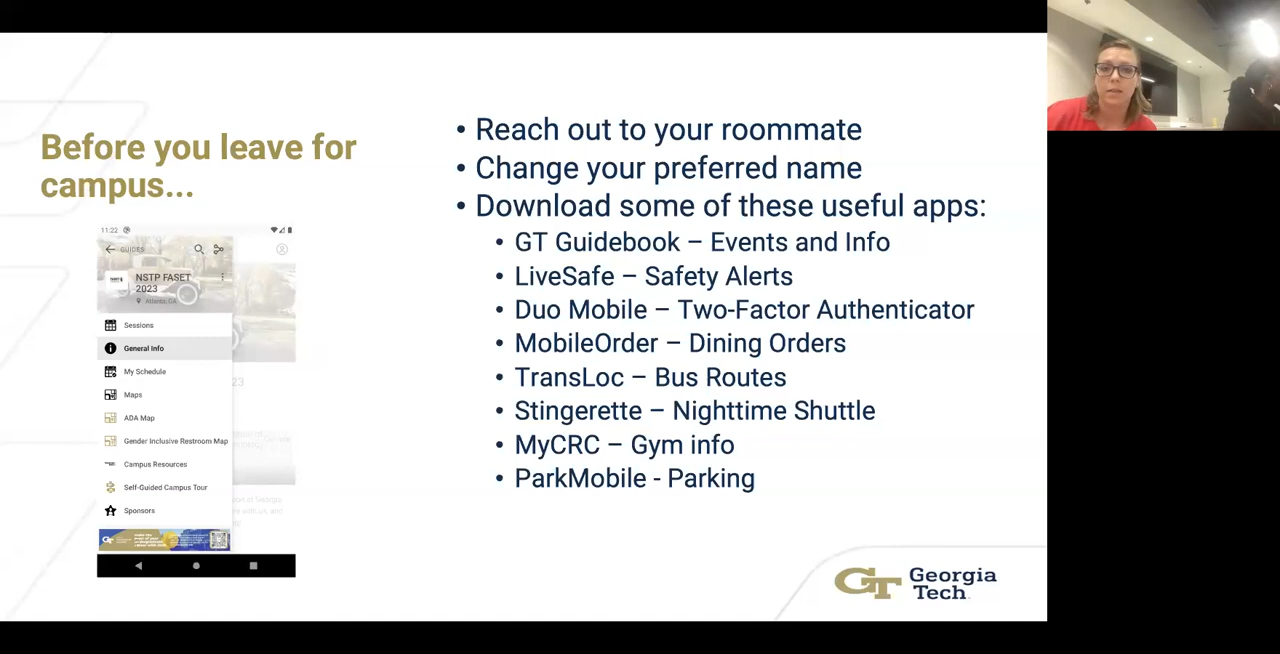 Before you leave for
campus...
• Reach out to your roommate
• Change your preferred name
• Download some of these useful apps:
• GT Guidebook – Events and Info
• LiveSafe – Safety Alerts
• Duo Mobile – Two-Factor Authenticator
• MobileOrder – Dining Orders
• TransLoc – Bus Routes
• Stingerette – Nighttime Shuttle
• MyCRC – Gym info
• ParkMobile - Parking
11:22
GUIDES
NSTP FASET
2023
Atlanta, GA
Sessions
General Info
My Schedule
Maps
ADA Map
Gender Inclusive Restroom Map
Campus Resources
Self-Guided Campus Tour
Sponsors
23
GT Georgia
Tech